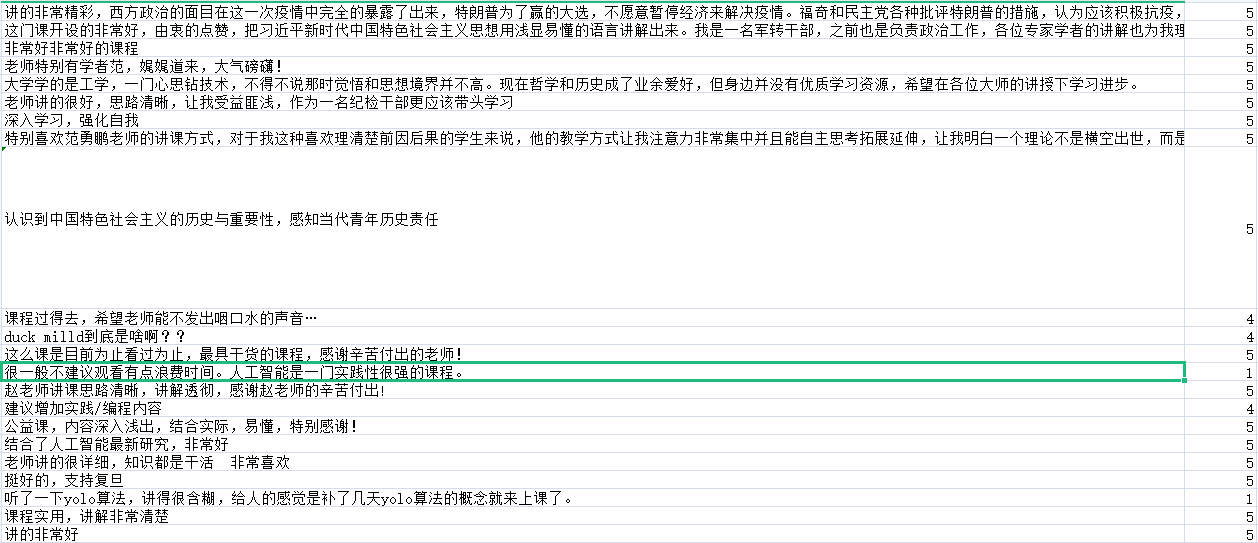 讲的非常精彩，西方政治的面目在这一次疫情中完全的暴露了出来，特朗普为了赢的大选，不愿意暂停经济来解决疫情。福奇和民主党各种批评特朗普的措施，认为应该积极抗疫， 5
这门课开设的非常好，由衷的点赞，把习近平新时代中国特色社会主义思想用浅显易懂的语言讲解出来。我是一名军转干部，之前也是负责政治工作，各位专家学者的讲解也为我理 5
非常好非常好的课程 5
老师特别有学者范，娓娓道来，大气磅礴！ 5
大学学的是工学，一门心思钻技术，不得不说那时觉悟和思想境界并不高。现在哲学和历史成了业余爱好，但身边并没有优质学习资源，希望在各位大师的讲授下学习进步。 5
老师讲的很好，思路清晰，让我受益匪浅，作为一名纪检干部更应该带头学习 5
深入学习，强化自我 5
特别喜欢范勇鹏老师的讲课方式，对于我这种喜欢理清楚前因后果的学生来说，他的教学方式让我注意力非常集中并且能自主思考拓展延伸，让我明白一个理论不是横空出世，而是 5
认识到中国特色社会主义的历史与重要性，感知当代青年历史责任 5
课程过得去，希望老师能不发出咽口水的声音… 4
duck milld到底是啥啊？？ 4
这么课是目前为止看过为止，最具干货的课程，感谢辛苦付出的老师！ 5
很一般不建议观看有点浪费时间。人工智能是一门实践性很强的课程。 1
赵老师讲课思路清晰，讲解透彻，感谢赵老师的辛苦付出! 5
建议增加实践/编程内容 4
公益课，内容深入浅出，结合实际，易懂，特别感谢！ 5
结合了人工智能最新研究，非常好 5
老师讲的很详细，知识都是干活 非常喜欢 5
挺好的，支持复旦 5
听了一下yolo算法，讲得很含糊，给人的感觉是补了几天yolo算法的概念就来上课了。 1
课程实用，讲解非常清楚 5
讲的非常好 5